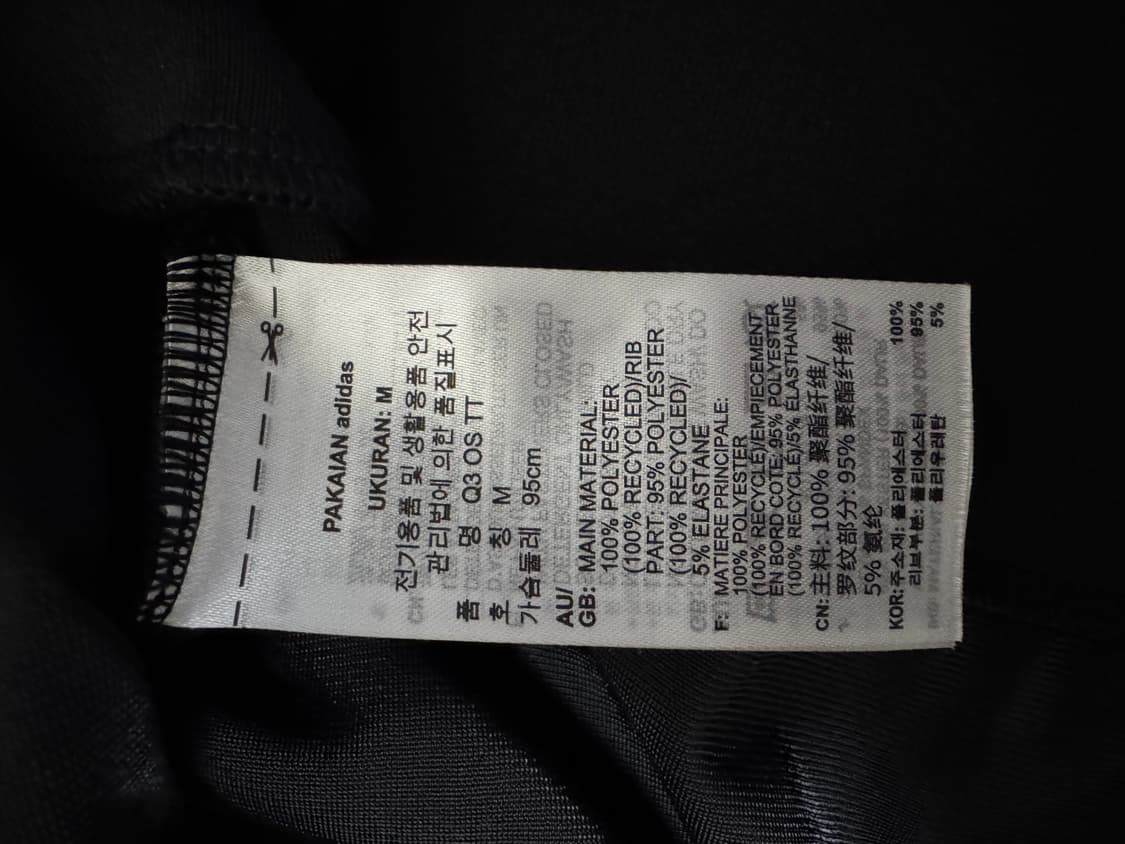 PAKAIAN adidas
UKURAN: M
전기용품 및 생활용품 안전
관리법에 의한 품질표시
품 명 Q3 OS TT
호 칭 M
가슴둘레 95cm
AU/
GB: MAIN MATERIAL:
100% POLYESTER
(100% RECYCLED)/RIB
PART: 95% POLYESTER
(100% RECYCLED)/
5% ELASTANE
F: MATIERE PRINCIPALE:
100% POLYESTER
(100% RECYCLE)/EMPIECEMENT
EN BORD COTE: 95% POLYESTER
(100% RECYCLE)/5% ELASTHANNE
CN: 主料: 100% 聚酯纤维/
罗纹部分: 95% 聚酯纤维/
5% 氨纶
KOR: 주소재: 폴리에스터 100%
리브부분: 폴리에스터 95%
폴리우레탄 5%